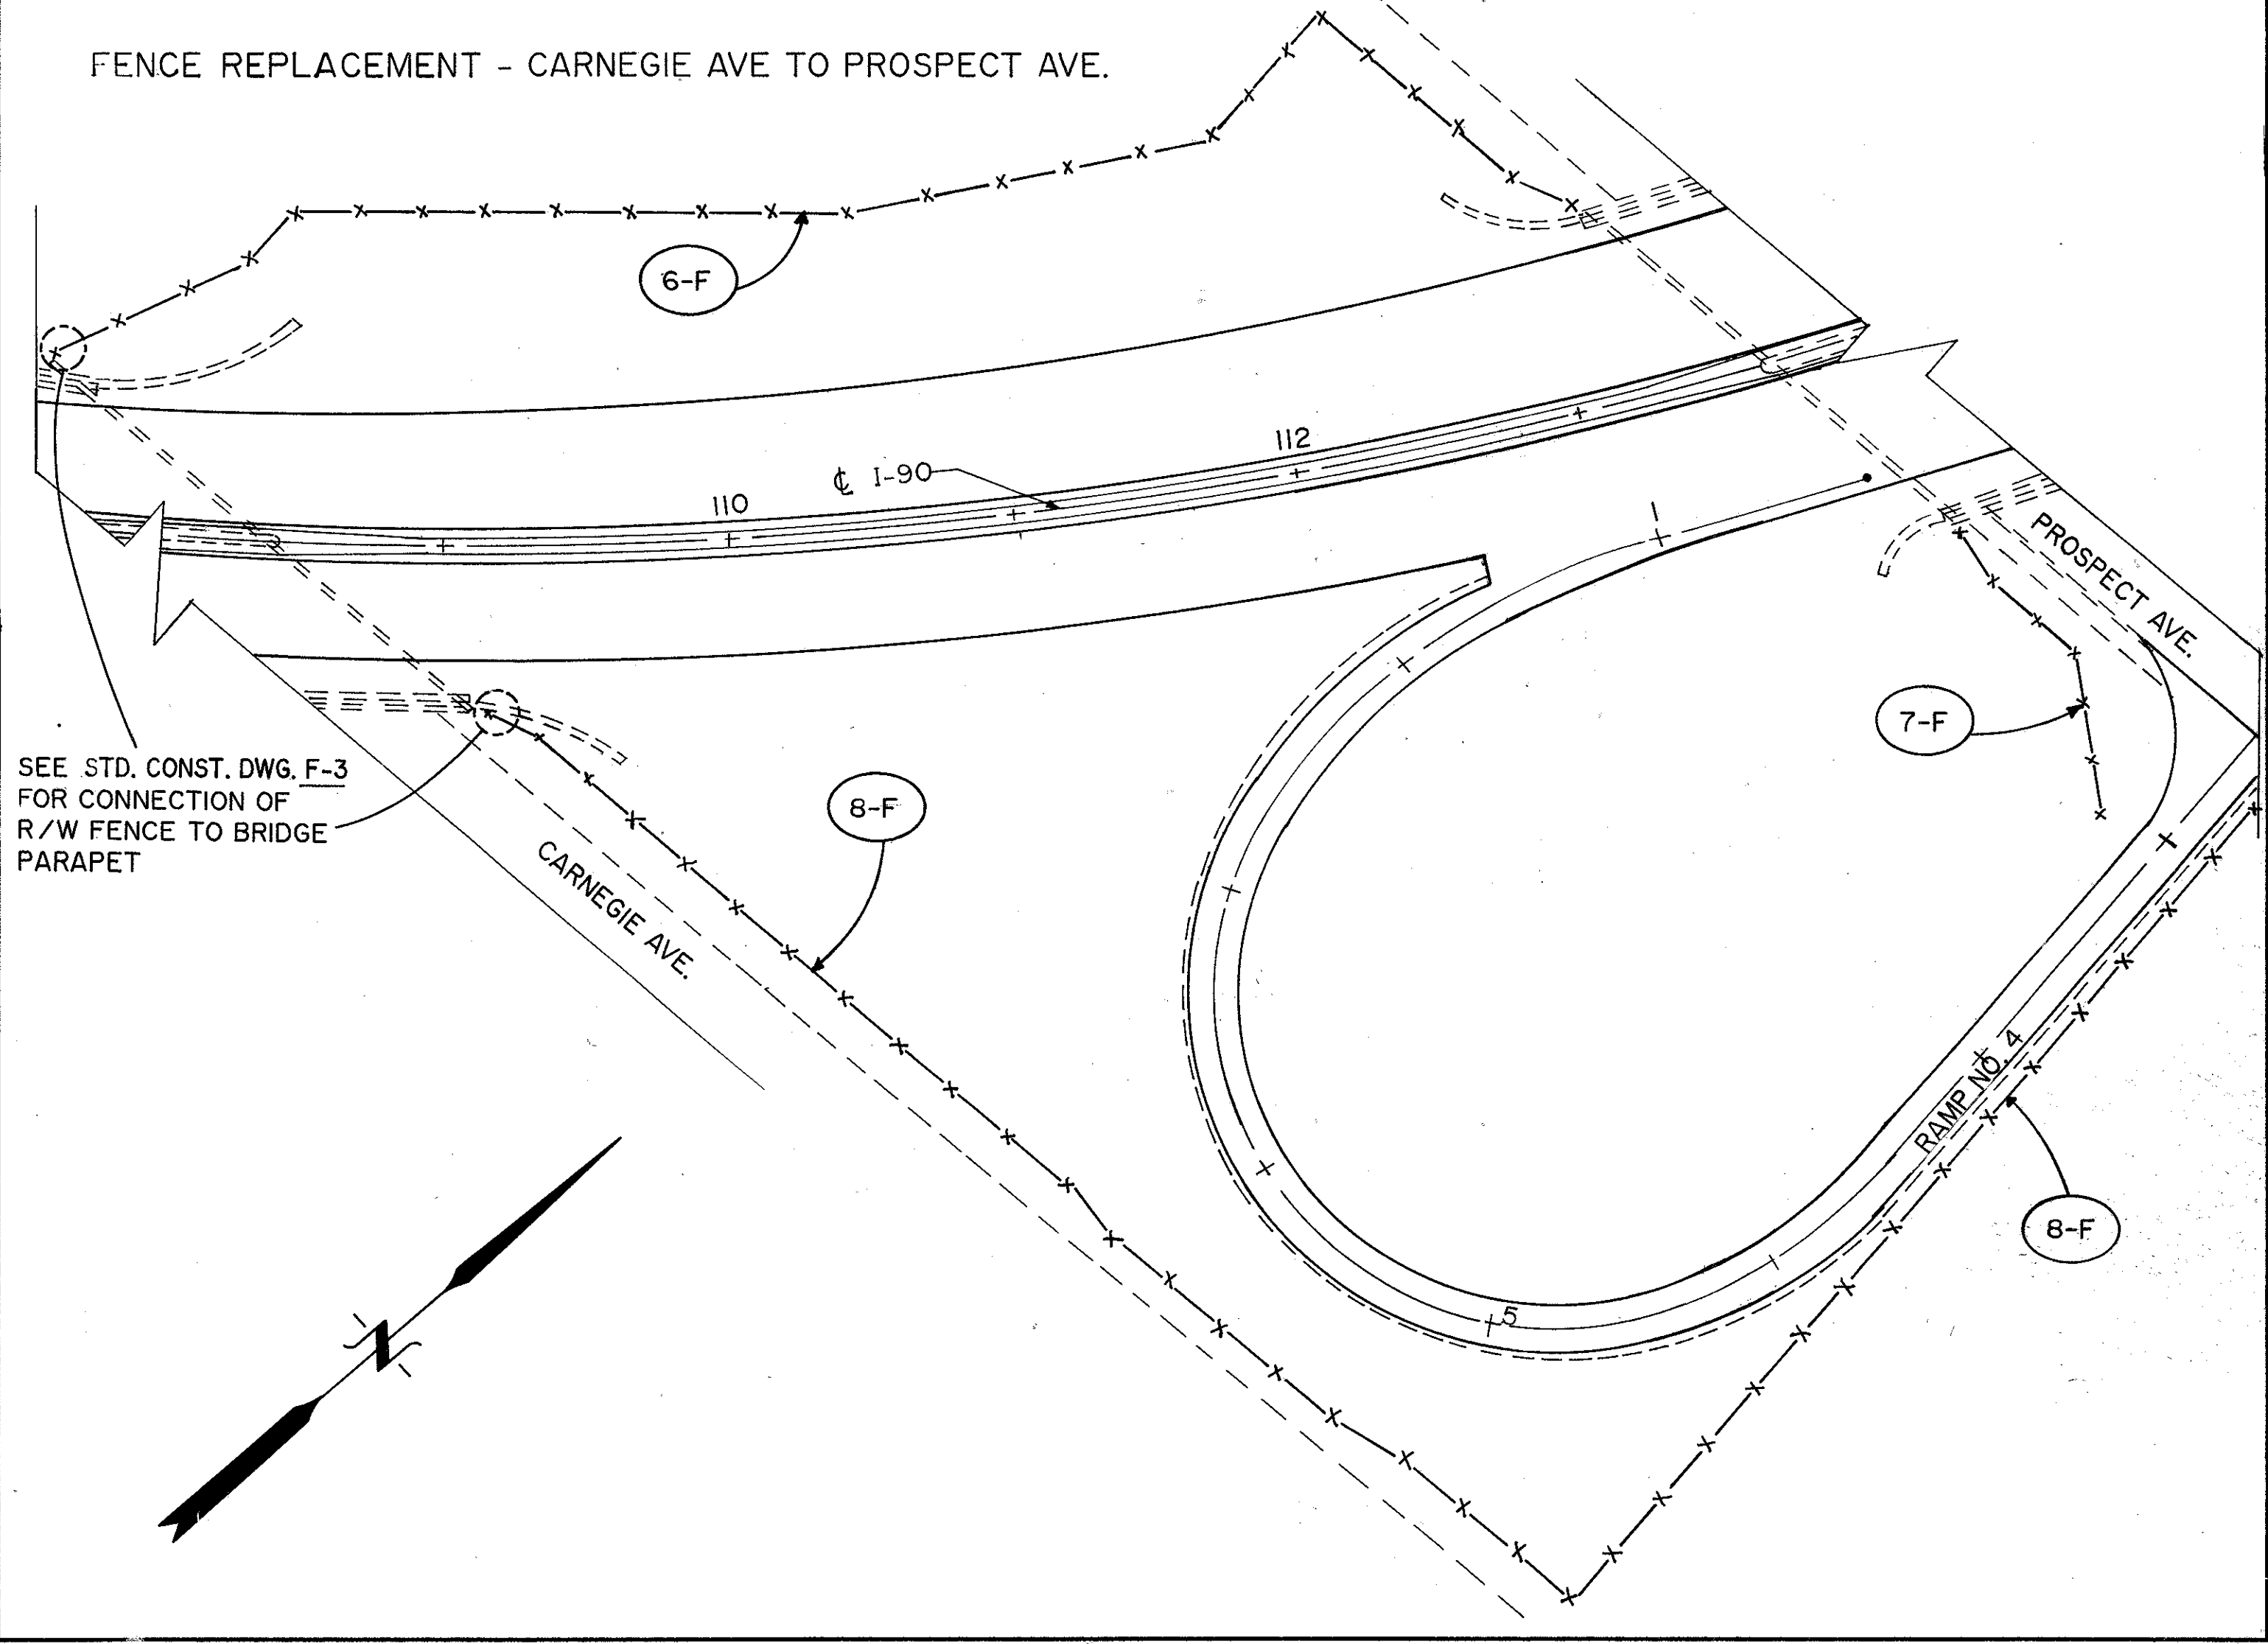 FENCE REPLACEMENT - CARNEGIE AVE TO PROSPECT AVE.
6-F
112
℄ I-90
110
1
PROSPECT AVE.
7-F
SEE STD. CONST. DWG. F-3
FOR CONNECTION OF
R/W FENCE TO BRIDGE
PARAPET
8-F
CARNEGIE AVE.
RAMP NO. 4
8-F
5
N